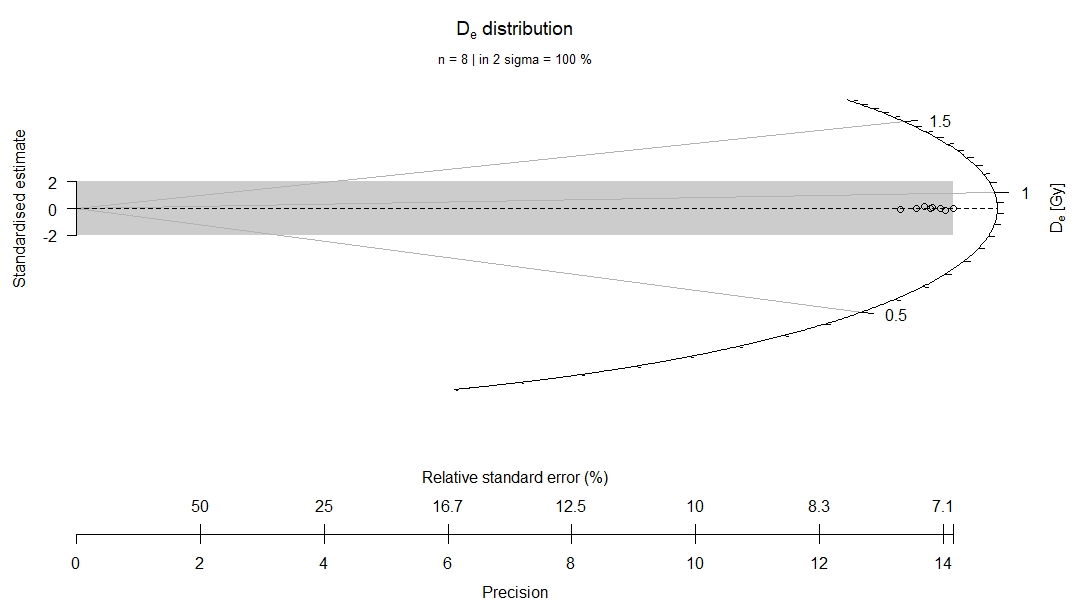 De distribution
n = 8 | in 2 sigma = 100 %
Standardised estimate
2
0
-2
1.5
1
0.5
De [Gy]
Relative standard error (%)
50 25 16.7 12.5 10 8.3 7.1
0 2 4 6 8 10 12 14
Precision